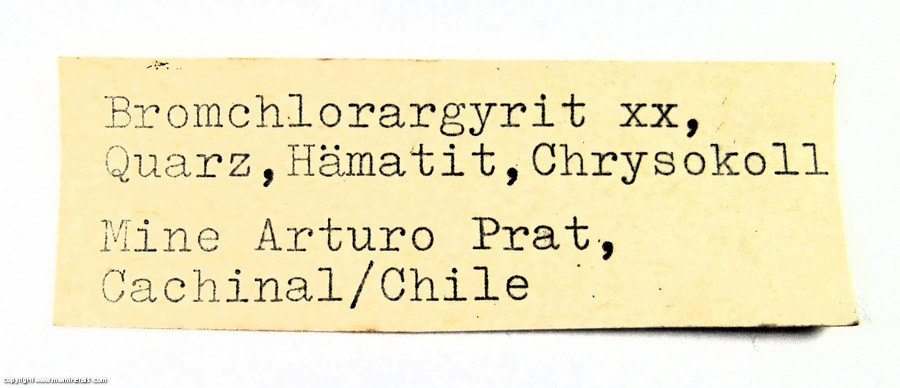 Bromchlorargyrit xx,
Quarz,Hämatit,Chrysokoll
Mine Arturo Prat,
Cachinal/Chile